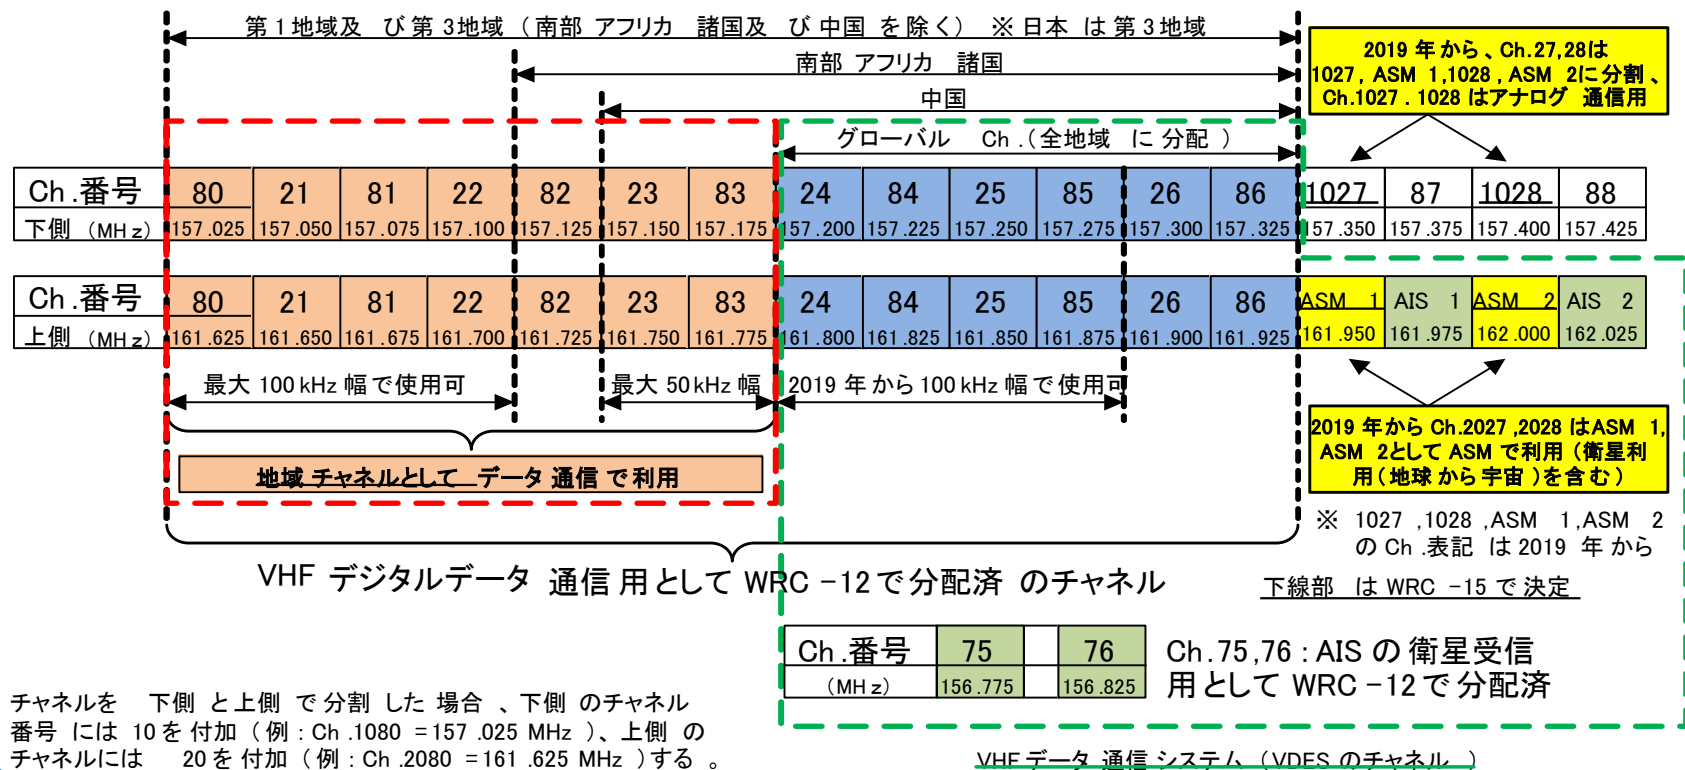 第1地域及び第3地域（南部アフリカ諸国及び中国を除く） ※日本は第3地域
南部アフリカ諸国
中国
グローバル Ch.（全地域に分配）
2019年から、Ch.27,28は
1027, ASM 1,1028, ASM 2に分割、
Ch.1027. 1028はアナログ通信用
Ch.番号 80 21 81 22 82 23 83 24 84 25 85 26 86 1027 87 1028 88
下側 (MHz) 157.025 157.050 157.075 157.100 157.125 157.150 157.175 157.200 157.225 157.250 157.275 157.300 157.325 157.350 157.375 157.400 157.425
Ch.番号 80 21 81 22 82 23 83 24 84 25 85 26 86 ASM 1 AIS 1 ASM 2 AIS 2
上側 (MHz) 161.625 161.650 161.675 161.700 161.725 161.750 161.775 161.800 161.825 161.850 161.875 161.900 161.925 161.950 161.975 162.000 162.025
最大 100kHz幅で使用可
最大 50kHz幅
2019年から100kHz幅で使用可
地域チャネルとしてデータ通信で利用
2019年からCh.2027,2028はASM 1,
ASM 2としてASMで利用（衛星利
用（地球から宇宙）を含む）
※ 1027,1028,ASM 1,ASM 2
のCh.表記は2019年から
VHFデジタルデータ通信用としてWRC-12で分配済のチャネル
下線部はWRC-15で決定
Ch.番号 75 76
(MHz) 156.775 156.825
Ch.75,76：AISの衛星受信
用としてWRC-12で分配済
チャネルを下側と上側で分割した場合、下側のチャネル
番号には10を付加（例：Ch.1080=157.025MHz）、上側の
チャネルには20を付加（例：Ch.2080=161.625MHz）する。
VHFデータ通信システム（VDESのチャネル）